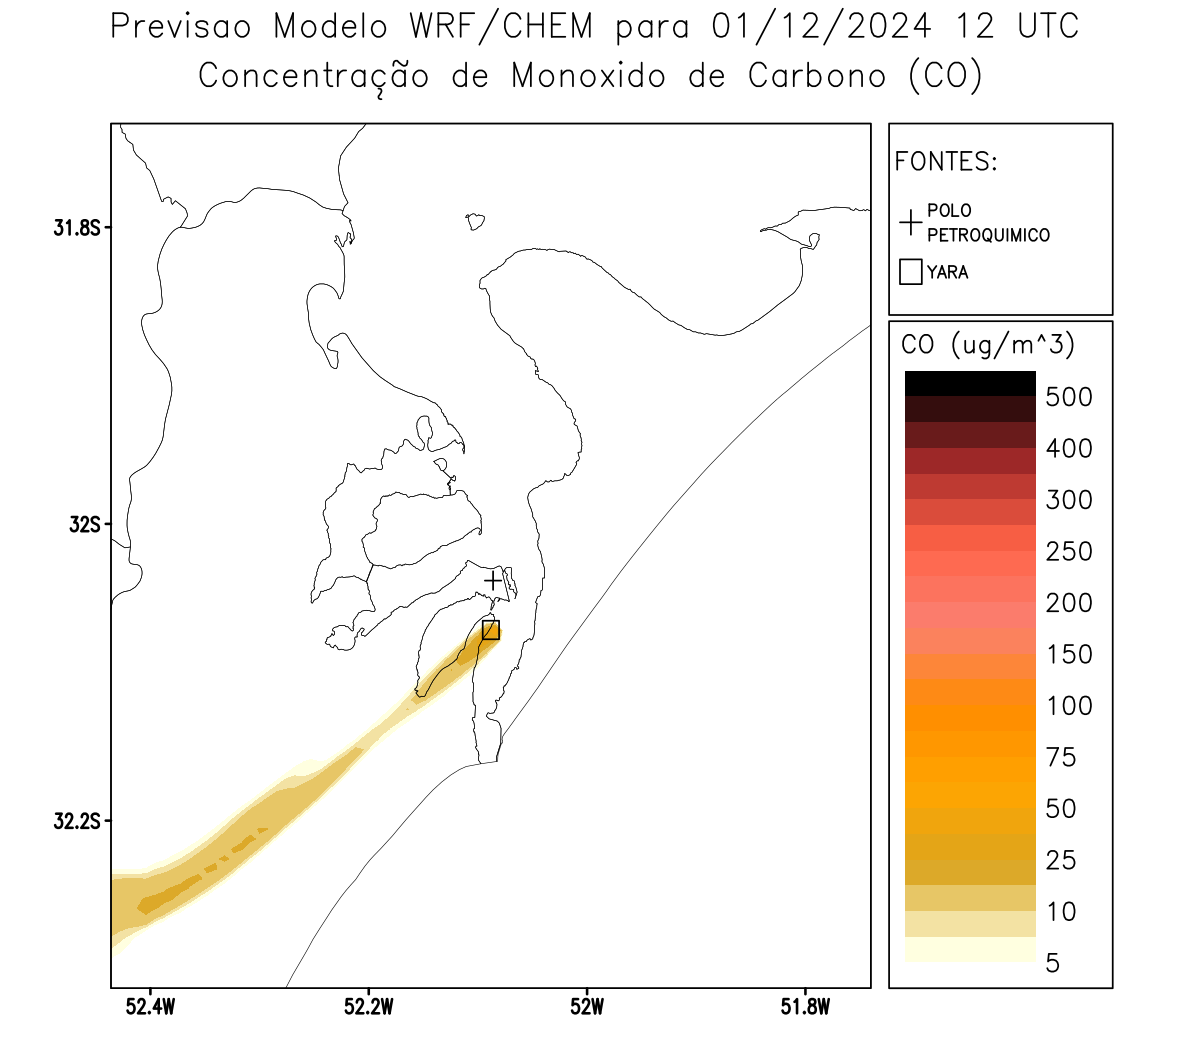 Previsao Modelo WRF/CHEM para 01/12/2024 12 UTC
Concentração de Monoxido de Carbono (CO)
FONTES:
POLO
PETROQUIMICO
YARA
CO (ug/m^3)
500
400
300
250
200
150
100
75
50
25
10
5
31.8S
32S
32.2S
52.4W
52.2W
52W
51.8W